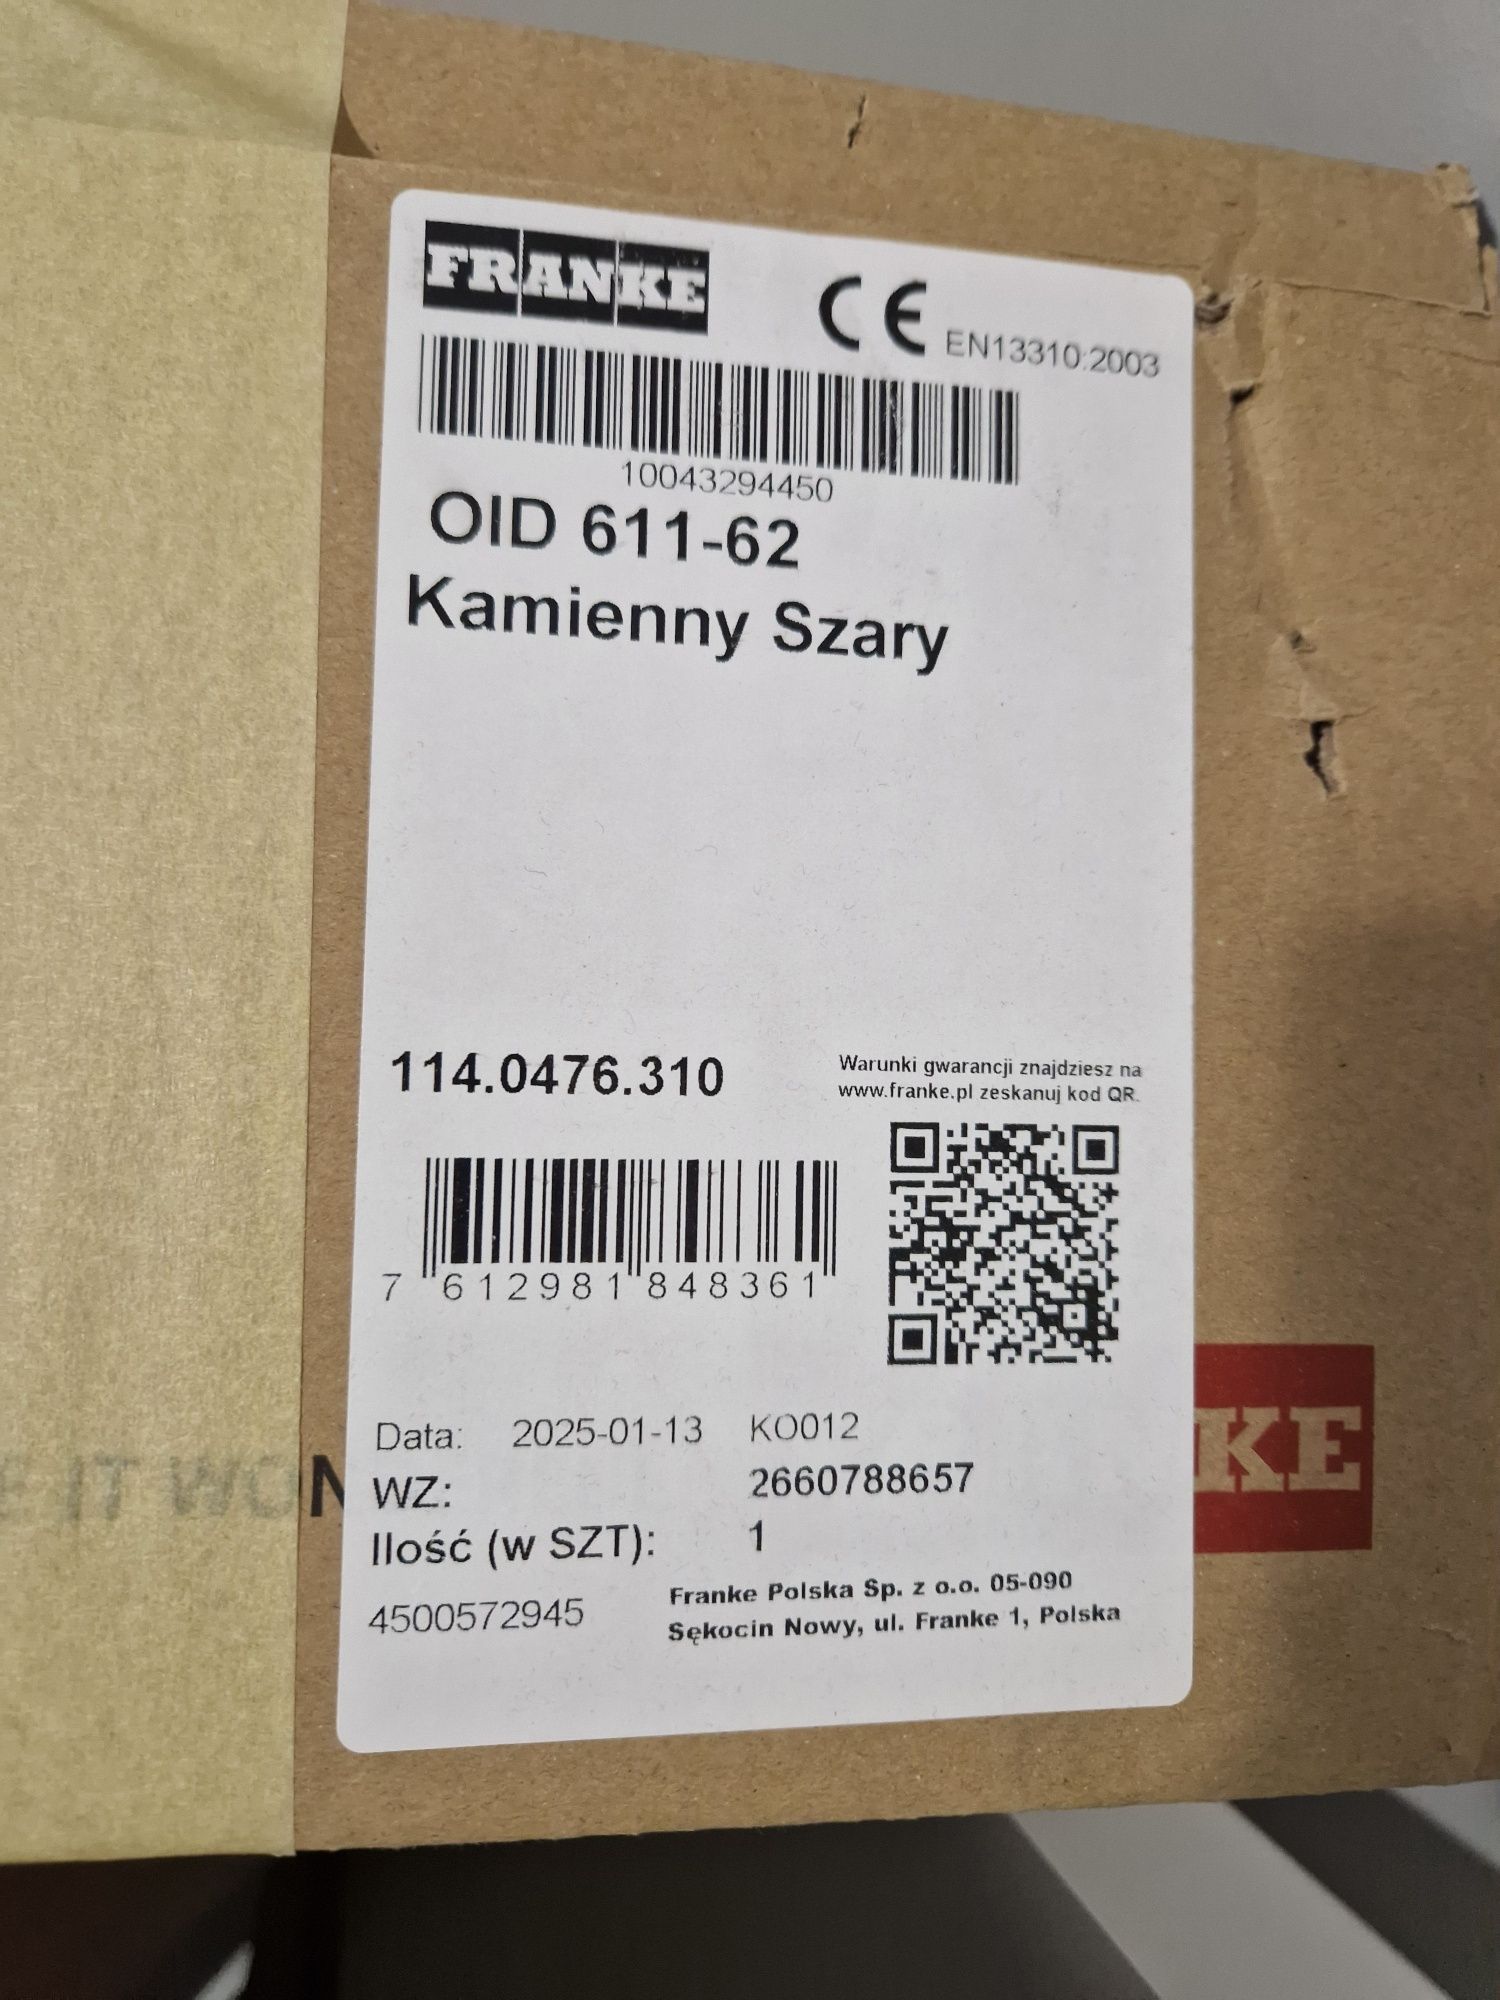 FRANKE
CE EN13310:2003
10043294450
OID 611-62
Kamienny Szary
114.0476.310
Warunki gwarancji znajdziesz na
www.franke.pl zeskanuj kod QR.
7 612981 848361
Data: 2025-01-13 KO012
WZ: 2660788657
Ilość (w SZT): 1
4500572945
Franke Polska Sp. z o.o. 05-090
Sękocin Nowy, ul. Franke 1, Polska
KE
E IT WON